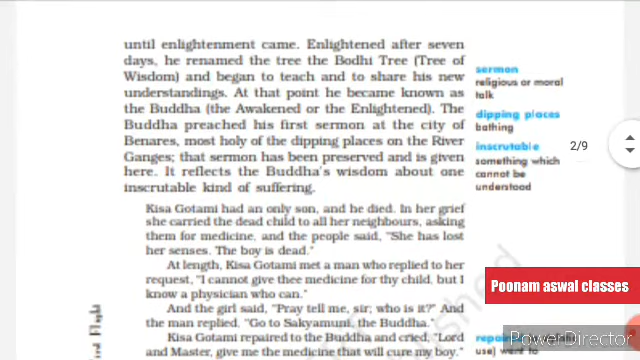 until enlightenment came. Enlightened after seven
days, he renamed the tree the Bodhi Tree (Tree of
Wisdom) and began to teach and to share his new
understandings. At that point he became known as
the Buddha (the Awakened or the Enlightened). The
Buddha preached his first sermon at the city of
Benares, most holy of the dipping places on the River
Ganges; that sermon has been preserved and is given
here. It reflects the Buddha's wisdom about one
inscrutable kind of suffering.
Kisa Gotami had an only son, and he died. In her grief
she carried the dead child to all her neighbours, asking
them for medicine, and the people said, "She has lost
her senses. The boy is dead."
At length, Kisa Gotami met a man who replied to her
request, "I cannot give thee medicine for thy child, but I
know a physician who can."
And the girl said, "Pray tell me, sir; who is it?" And
the man replied, "Go to Sakyamuni, the Buddha."
Kisa Gotami repaired to the Buddha and cried, "Lord
and Master, give me the medicine that will cure my boy."
sermon
religious or moral
talk
dipping places
bathing
inscrutable
something which
cannot be
understood
2/9
Poonam aswal classes
use) went to
PowerDirector
First Flight